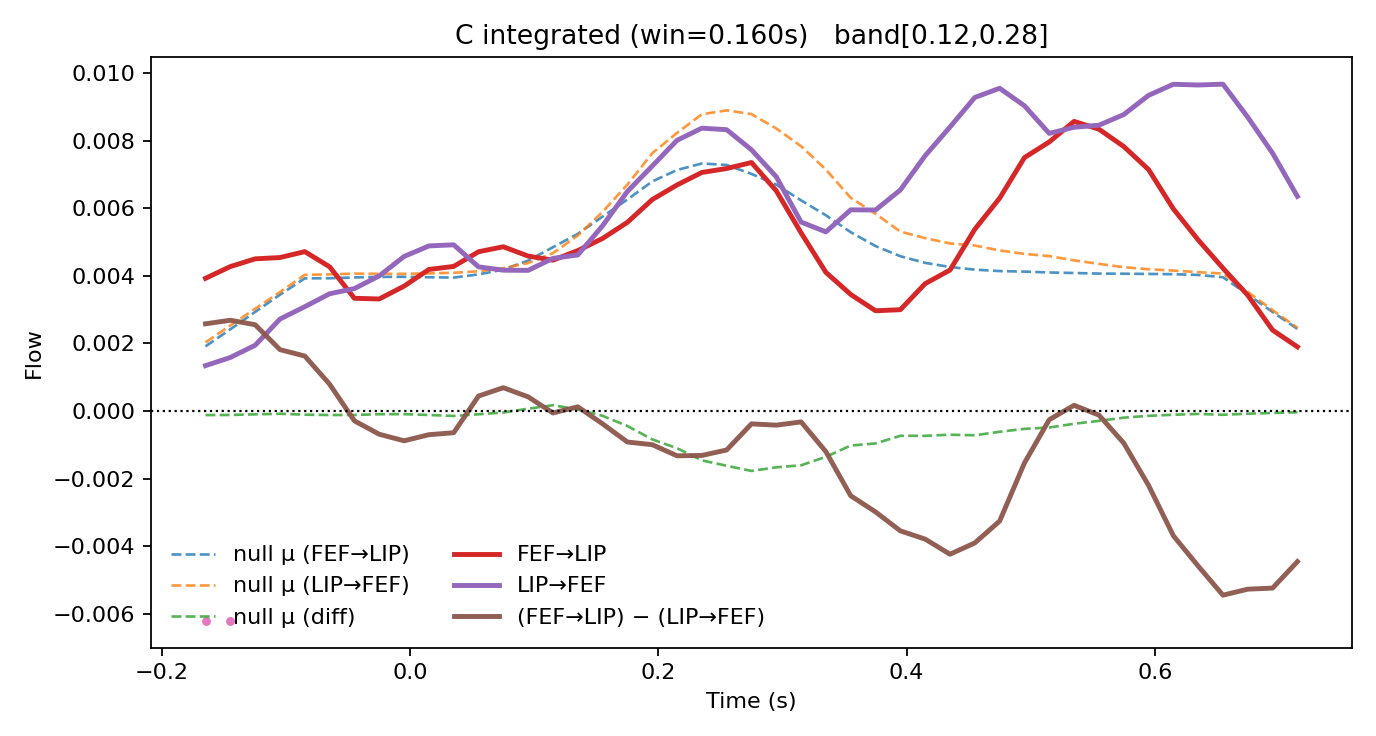 C integrated (win=0.160s)   band[0.12,0.28]
0.010
0.008
0.006
0.004
0.002
0.000
−0.002
−0.004
−0.006
Flow
null μ (FEF→LIP)
null μ (LIP→FEF)
null μ (diff)
FEF→LIP
LIP→FEF
(FEF→LIP) − (LIP→FEF)
−0.2 0.0 0.2 0.4 0.6
Time (s)